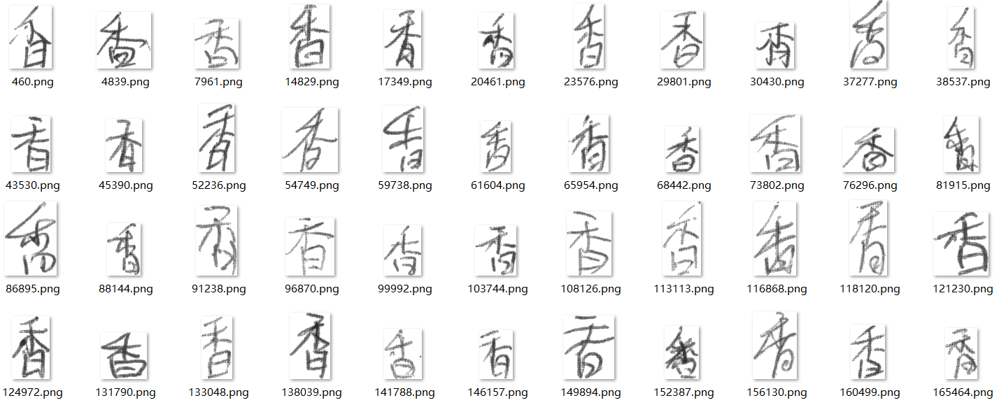 香 香 香 香 香 香 香 香 香 香 香
460.png 4839.png 7961.png 14829.png 17349.png 20461.png 23576.png 29801.png 30430.png 37277.png 38537.png
香 香 香 香 香 香 香 香 香 香 香
43530.png 45390.png 52236.png 54749.png 59738.png 61604.png 65954.png 68442.png 73802.png 76296.png 81915.png
香 香 香 香 香 香 香 香 香 香 香
86895.png 88144.png 91238.png 96870.png 99992.png 103744.png 108126.png 113113.png 116868.png 118120.png 121230.png
香 香 香 香 香 香 香 香 香 香 香
124972.png 131790.png 133048.png 138039.png 141788.png 146157.png 149894.png 152387.png 156130.png 160499.png 165464.png